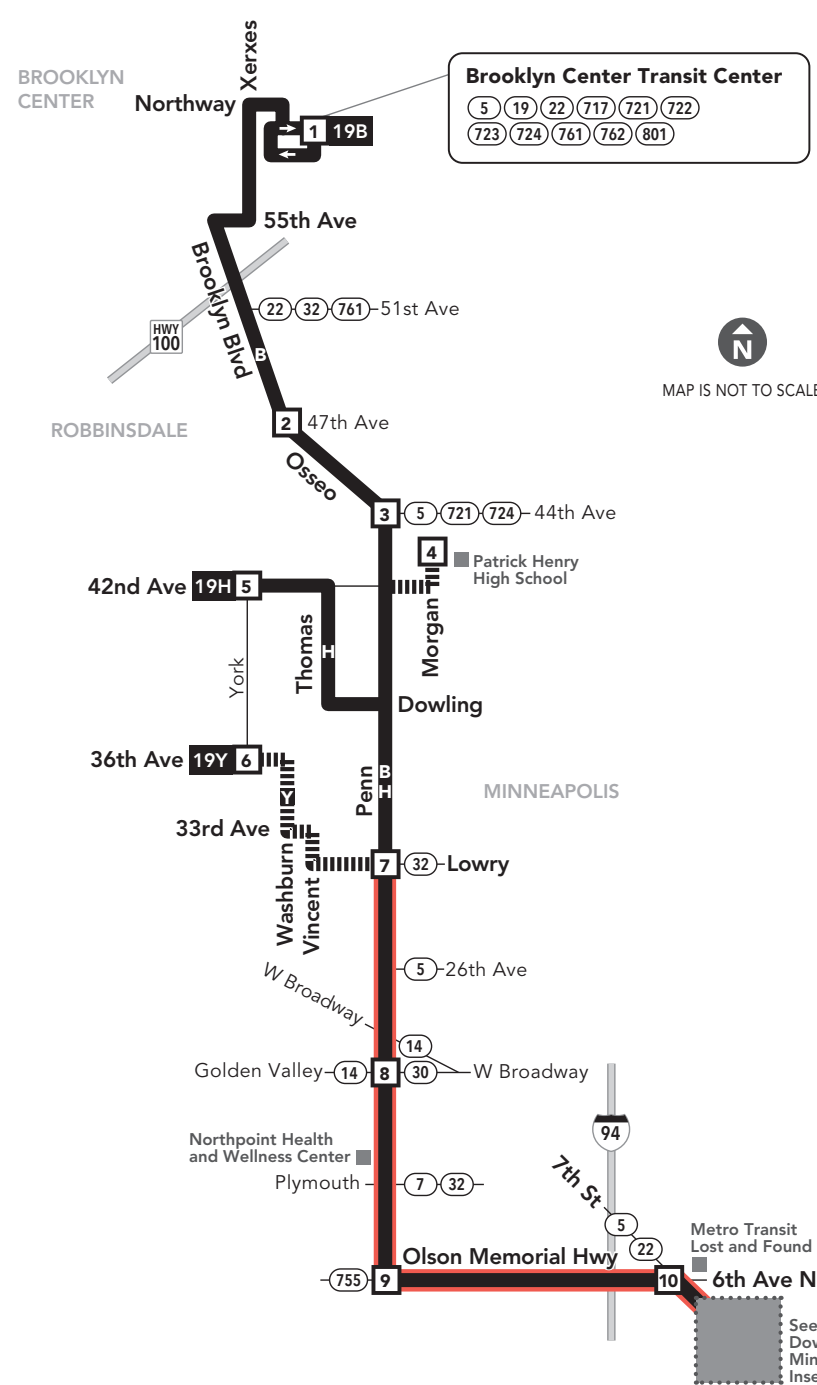 Xerxes
BROOKLYN
CENTER
Northway
1 19B
Brooklyn Center Transit Center
5 19 22 717 721 722
723 724 761 762 801
55th Ave
Brooklyn Blvd
HWY
100
22 32 761 51st Ave
B
N
MAP IS NOT TO SCALE
ROBBINSDALE
2 47th Ave
Osseo
3 5 721 724 44th Ave
4
Patrick Henry
High School
42nd Ave 19H 5
Thomas
H
Morgan
York
Dowling
36th Ave 19Y 6
Penn
B
H
MINNEAPOLIS
Y
33rd Ave
Washburn
Vincent
7 32 Lowry
5 26th Ave
W Broadway
14
Golden Valley 14 8 30 W Broadway
94
Northpoint Health
and Wellness Center
Plymouth 7 32
7th St
5
22
Metro Transit
Lost and Found
Olson Memorial Hwy
755 9 10 6th Ave N
See
Dow
Min
Inse